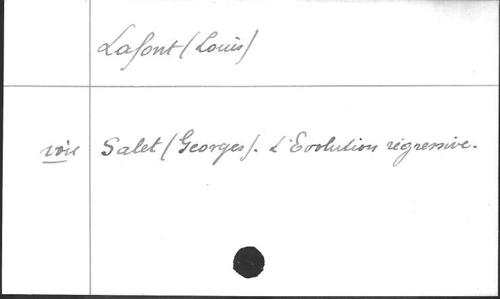 Lafont (Louis)
voir Salet (Georges). L'Evolution régressive.